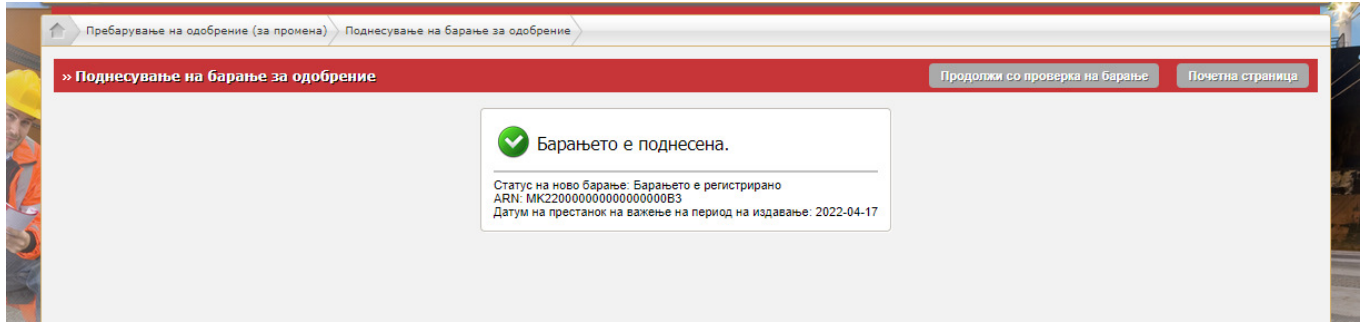 Пребарување на одобрение (за промена) Поднесување на барање за одобрение
» Поднесување на барање за одобрение Продолжи со проверка на барање Почетна страница
Барањето е поднесена.
Статус на ново барање: Барањето е регистрирано
ARN: MK220000000000000000B3
Датум на престанок на важење на период на издавање: 2022-04-17